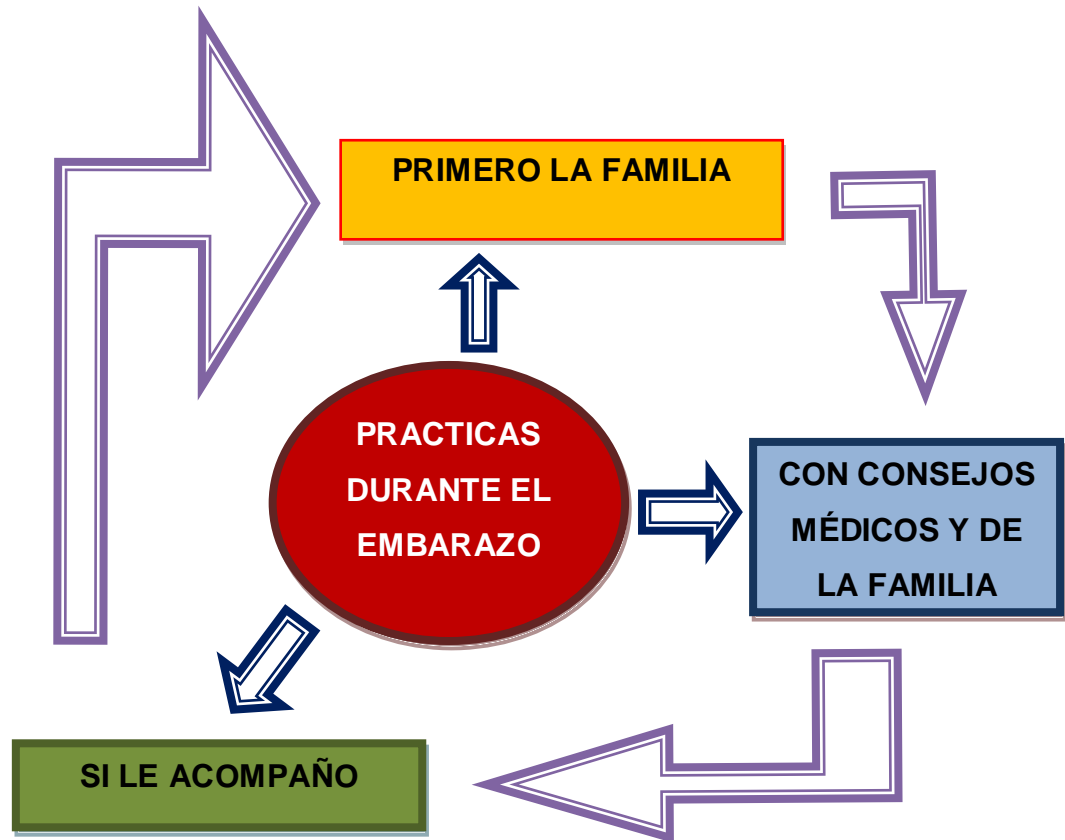 PRIMERO LA FAMILIA
PRACTICAS
DURANTE EL
EMBARAZO
CON CONSEJOS
MÉDICOS Y DE
LA FAMILIA
SI LE ACOMPAÑO